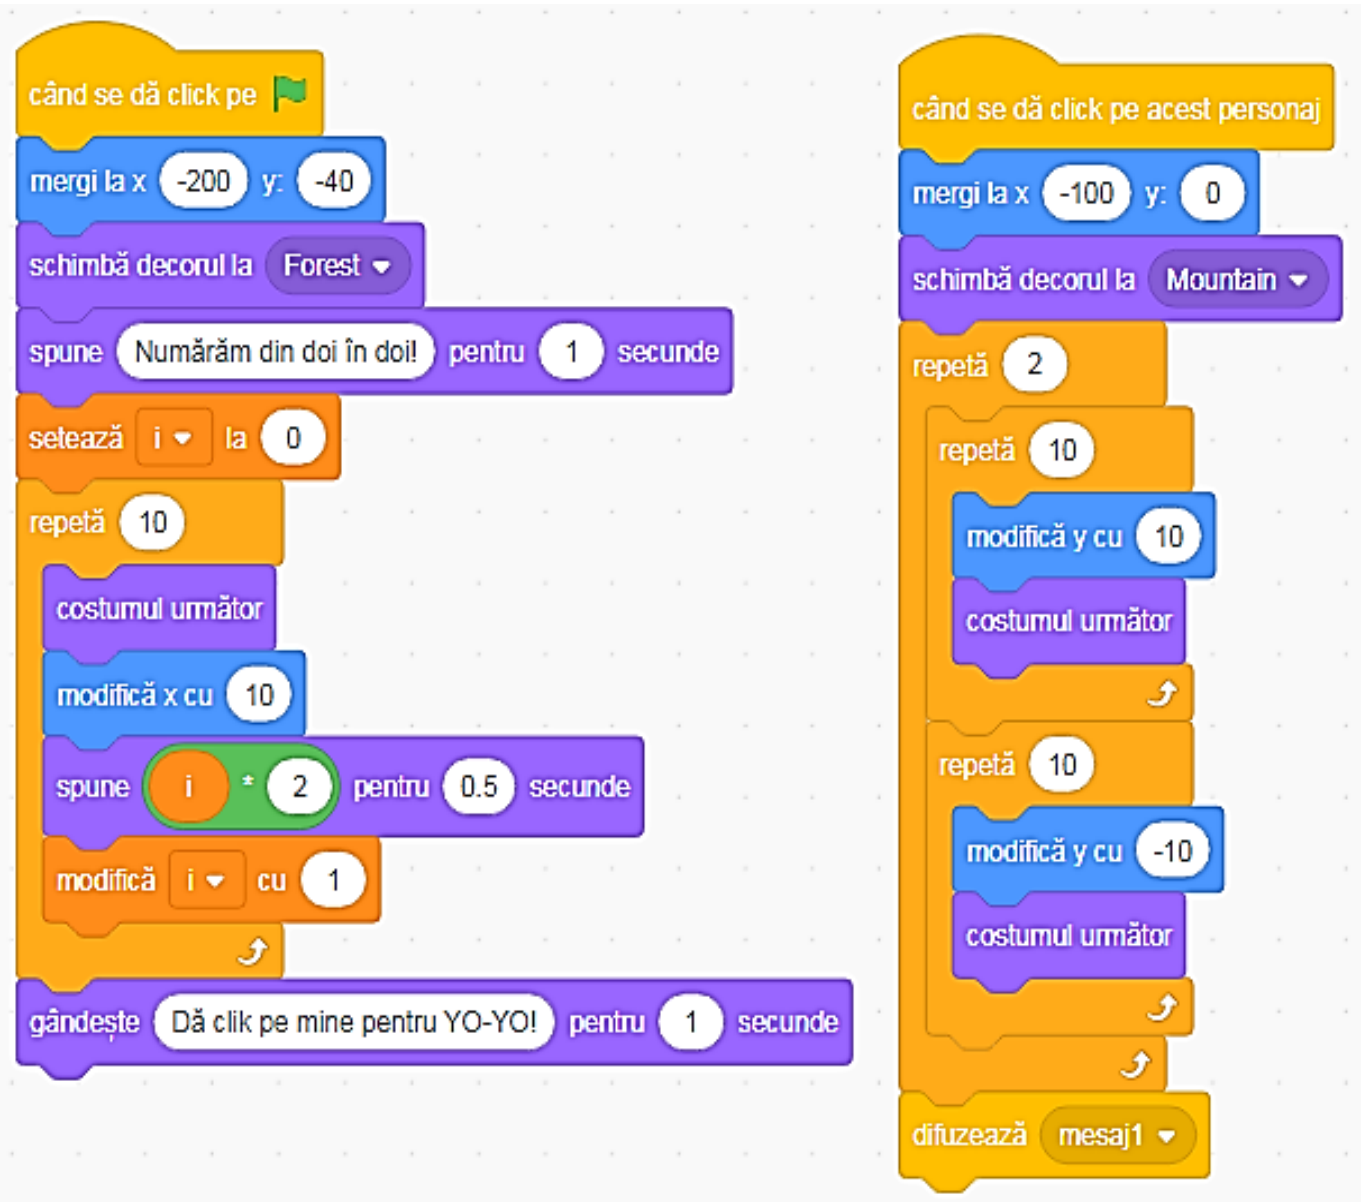 când se dă click pe
mergi la x -200 y: -40
schimbă decorul la Forest
spune Numărăm din doi în doi! pentru 1 secunde
setează i la 0
repetă 10
costumul următor
modifică x cu 10
spune i * 2 pentru 0.5 secunde
modifică i cu 1
gândește Dă clik pe mine pentru YO-YO! pentru 1 secunde
când se dă click pe acest personaj
mergi la x -100 y: 0
schimbă decorul la Mountain
repetă 2
repetă 10
modifică y cu 10
costumul următor
repetă 10
modifică y cu -10
costumul următor
difuzează mesaj1